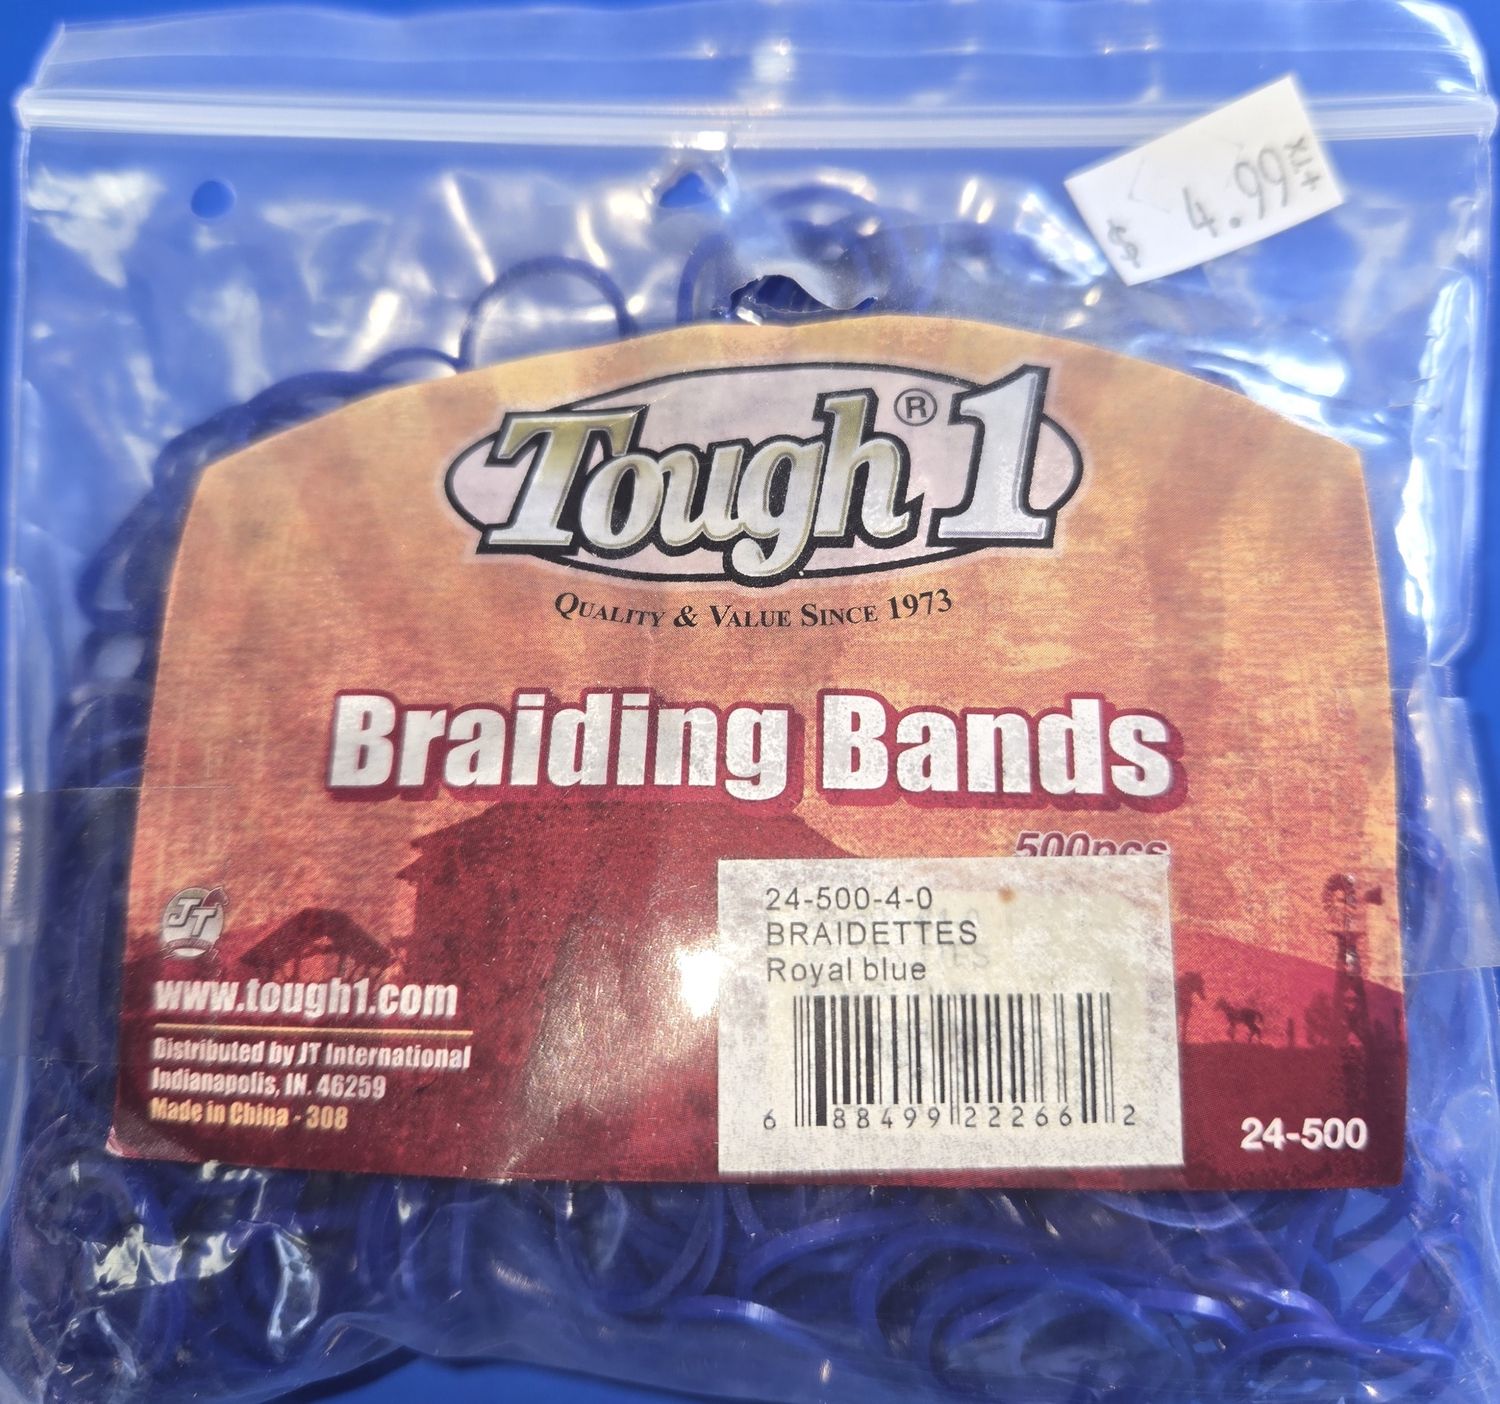 $ 4.99
Tough® 1
QUALITY & VALUE SINCE 1973
Braiding Bands
500pcs
24-500-4-0
BRAIDETTES
Royal blue
6 88499 22266 2
JT
www.tough1.com
Distributed by JT International
Indianapolis, IN. 46259
Made in China - 308
24-500